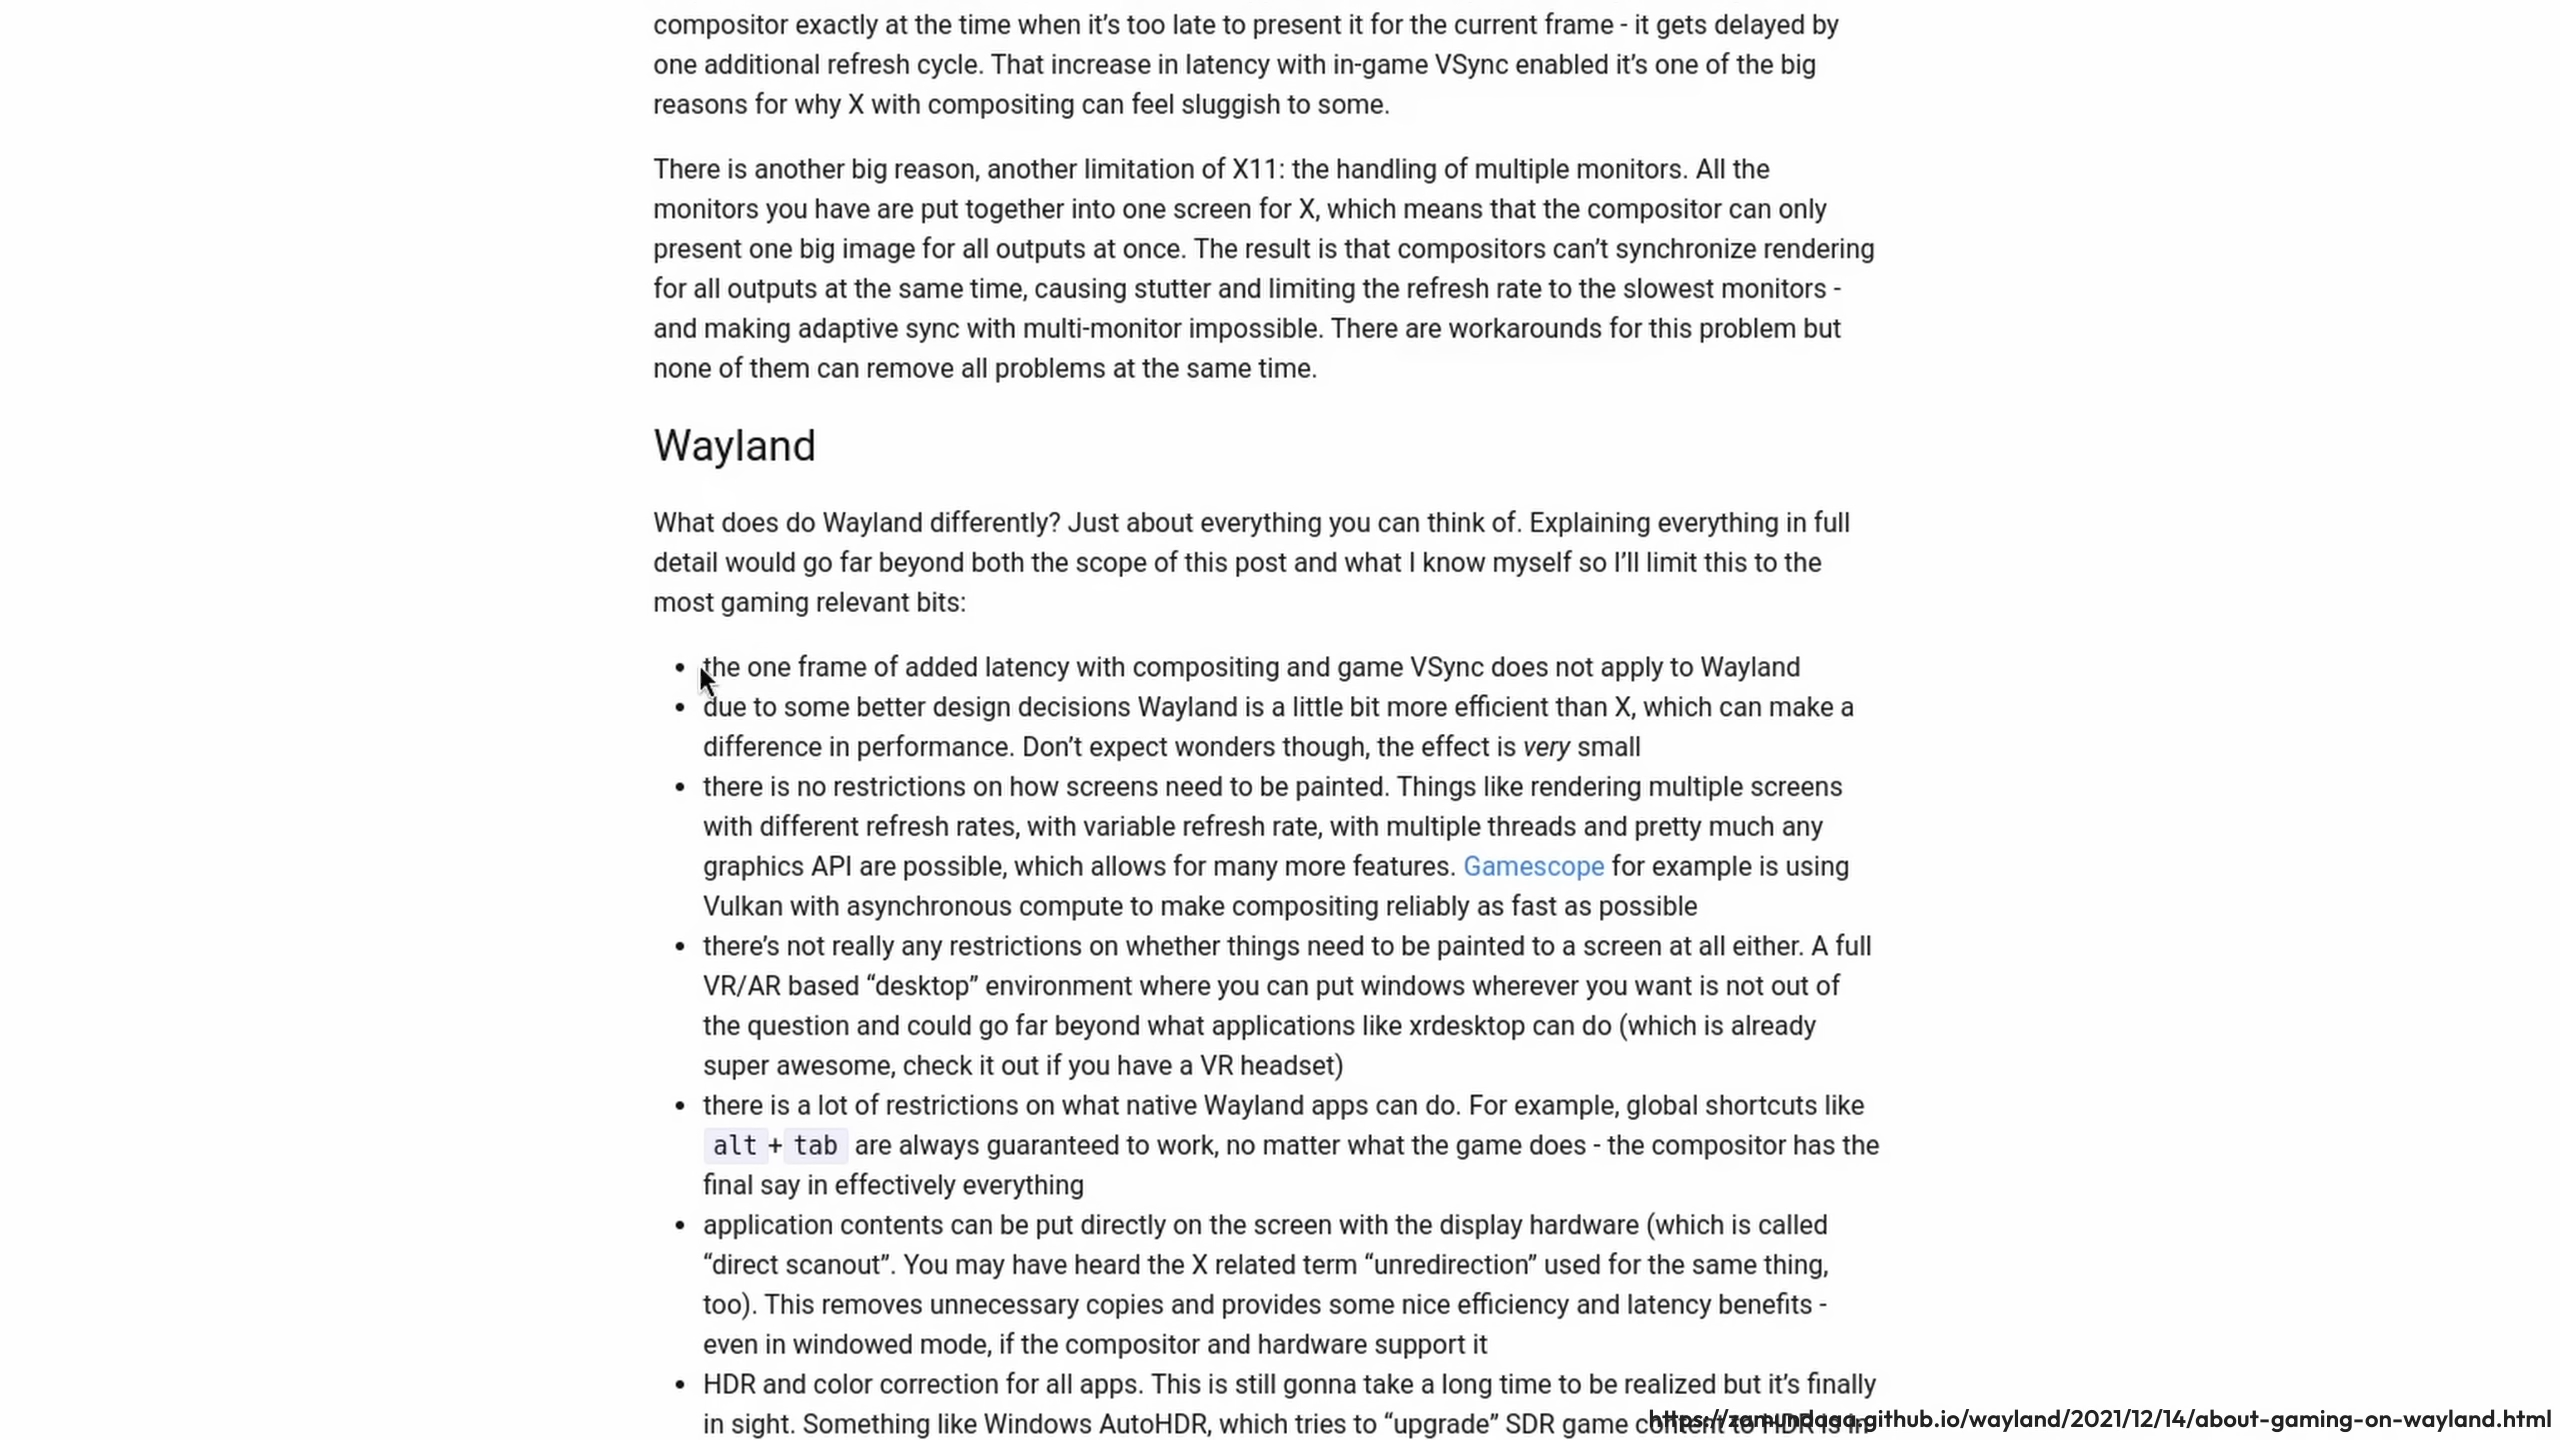 compositor exactly at the time when it’s too late to present it for the current frame - it gets delayed by
one additional refresh cycle. That increase in latency with in-game VSync enabled it’s one of the big
reasons for why X with compositing can feel sluggish to some.
There is another big reason, another limitation of X11: the handling of multiple monitors. All the
monitors you have are put together into one screen for X, which means that the compositor can only
present one big image for all outputs at once. The result is that compositors can’t synchronize rendering
for all outputs at the same time, causing stutter and limiting the refresh rate to the slowest monitors -
and making adaptive sync with multi-monitor impossible. There are workarounds for this problem but
none of them can remove all problems at the same time.
Wayland
What does do Wayland differently? Just about everything you can think of. Explaining everything in full
detail would go far beyond both the scope of this post and what I know myself so I’ll limit this to the
most gaming relevant bits:
• the one frame of added latency with compositing and game VSync does not apply to Wayland
• due to some better design decisions Wayland is a little bit more efficient than X, which can make a
difference in performance. Don’t expect wonders though, the effect is very small
• there is no restrictions on how screens need to be painted. Things like rendering multiple screens
with different refresh rates, with variable refresh rate, with multiple threads and pretty much any
graphics API are possible, which allows for many more features. Gamescope for example is using
Vulkan with asynchronous compute to make compositing reliably as fast as possible
• there’s not really any restrictions on whether things need to be painted to a screen at all either. A full
VR/AR based “desktop” environment where you can put windows wherever you want is not out of
the question and could go far beyond what applications like xrdesktop can do (which is already
super awesome, check it out if you have a VR headset)
• there is a lot of restrictions on what native Wayland apps can do. For example, global shortcuts like
alt + tab are always guaranteed to work, no matter what the game does - the compositor has the
final say in effectively everything
• application contents can be put directly on the screen with the display hardware (which is called
“direct scanout”. You may have heard the X related term “unredirection” used for the same thing,
too). This removes unnecessary copies and provides some nice efficiency and latency benefits -
even in windowed mode, if the compositor and hardware support it
• HDR and color correction for all apps. This is still gonna take a long time to be realized but it’s finally
in sight. Something like Windows AutoHDR, which tries to “upgrade” SDR game content to HDR is in
https://zamundaaa.github.io/wayland/2021/12/14/about-gaming-on-wayland.html